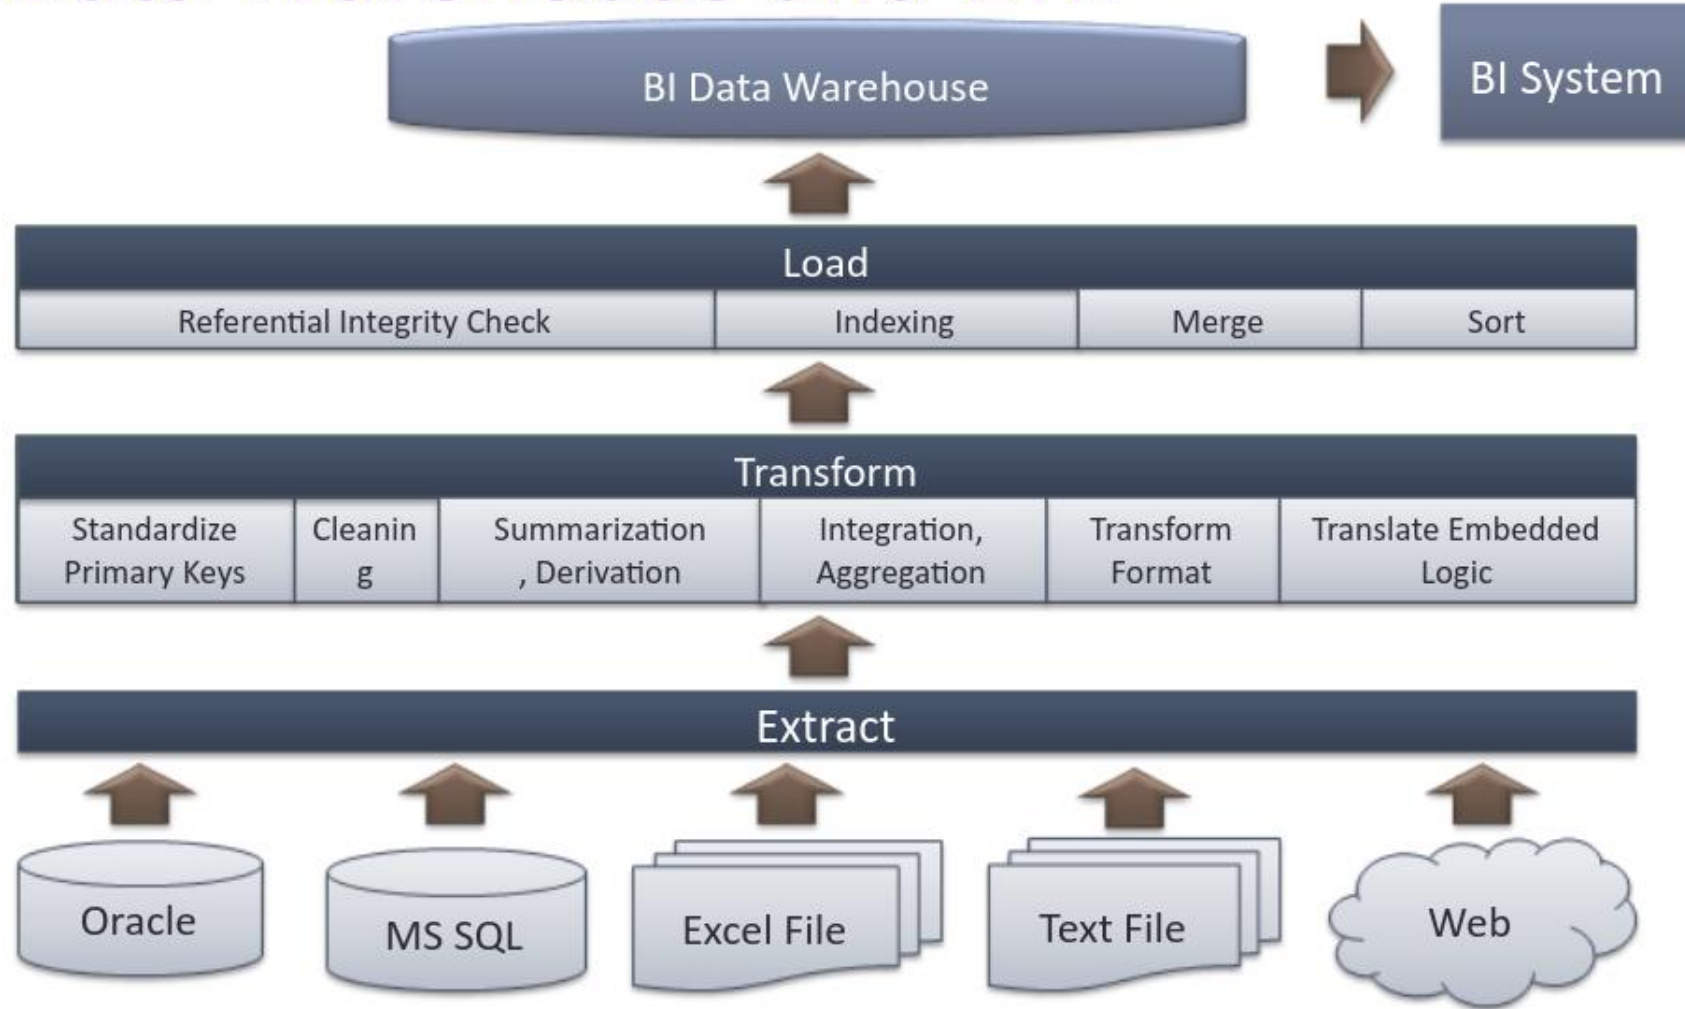 BI Data Warehouse
BI System
Load
Referential Integrity Check
Indexing
Merge
Sort
Transform
Standardize
Primary Keys
Cleanin
g
Summarization
, Derivation
Integration,
Aggregation
Transform
Format
Translate Embedded
Logic
Extract
Oracle
MS SQL
Excel File
Text File
Web